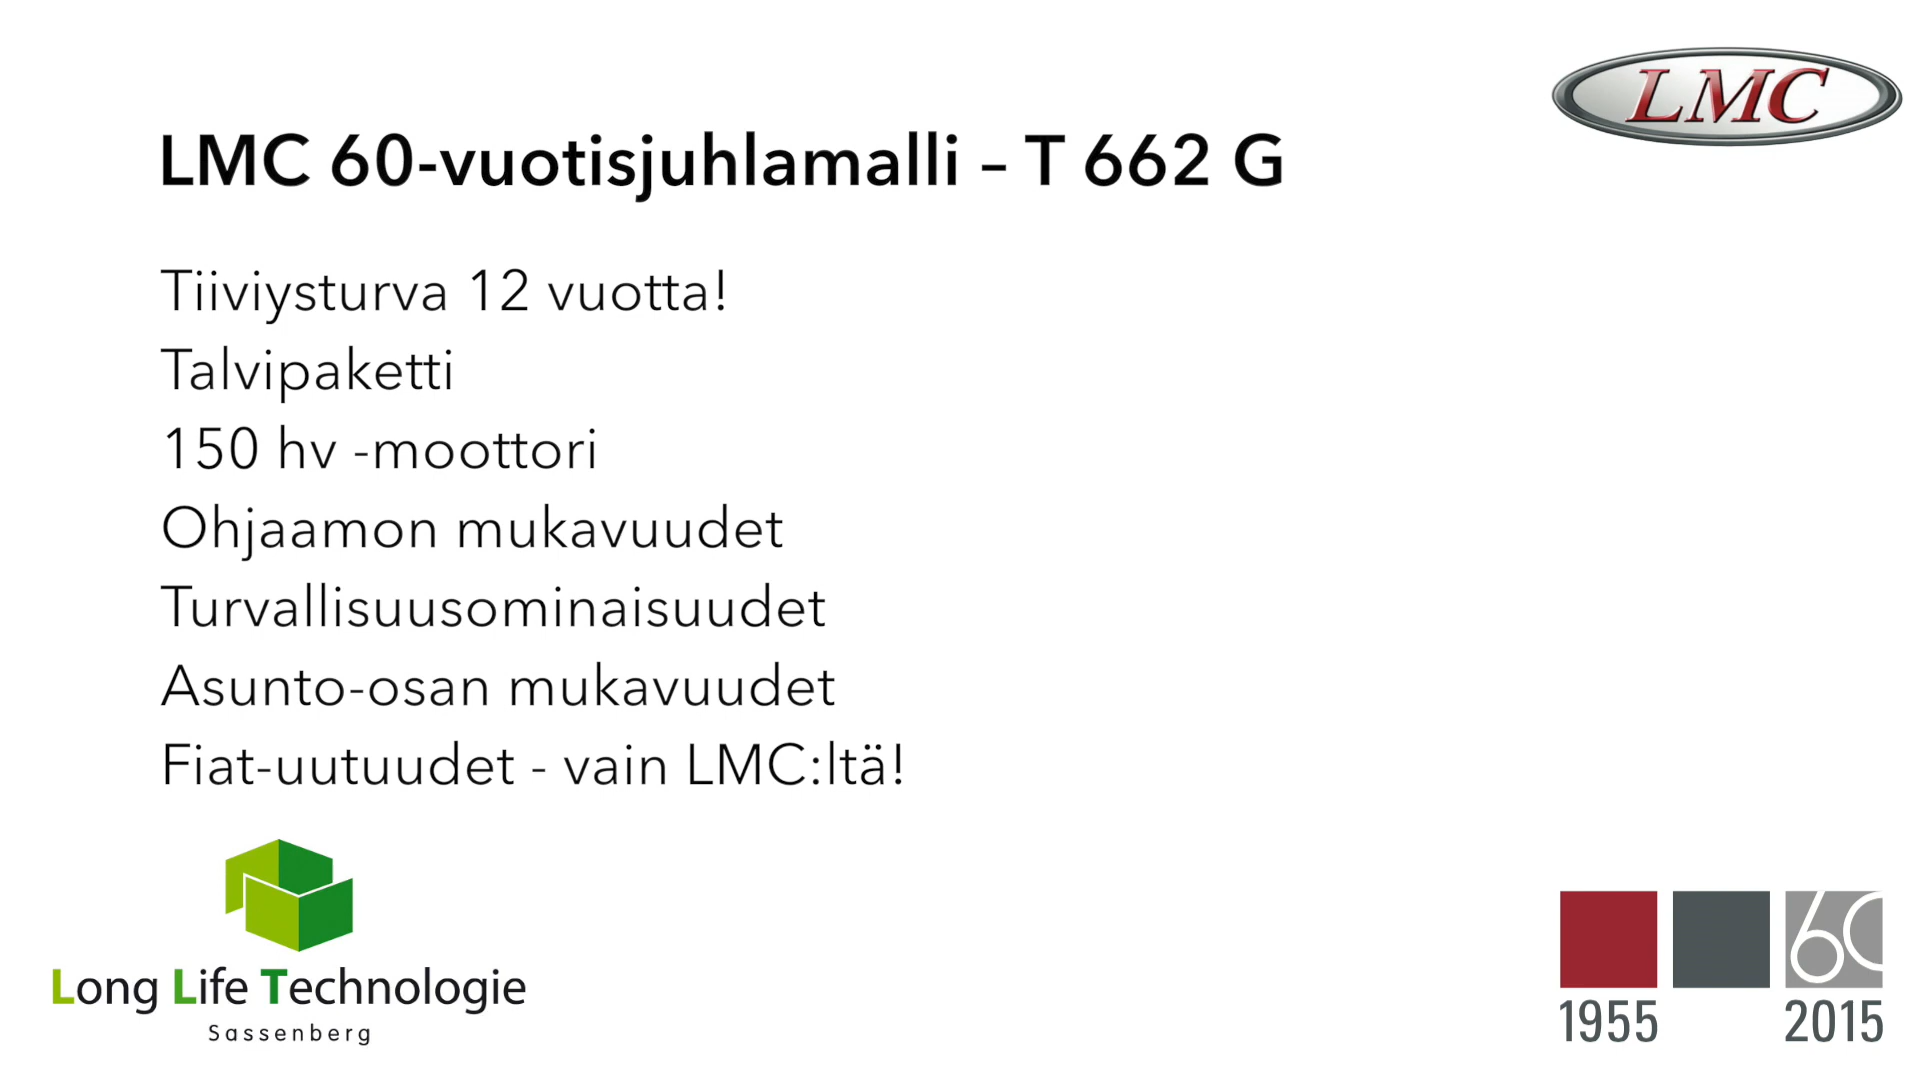 LMC
LMC 60-vuotisjuhlamalli – T 662 G
Tiiviysturva 12 vuotta!
Talvipaketti
150 hv -moottori
Ohjaamon mukavuudet
Turvallisuusominaisuudet
Asunto-osan mukavuudet
Fiat-uutuudet - vain LMC:ltä!
Long Life Technologie
Sassenberg
60
1955 2015